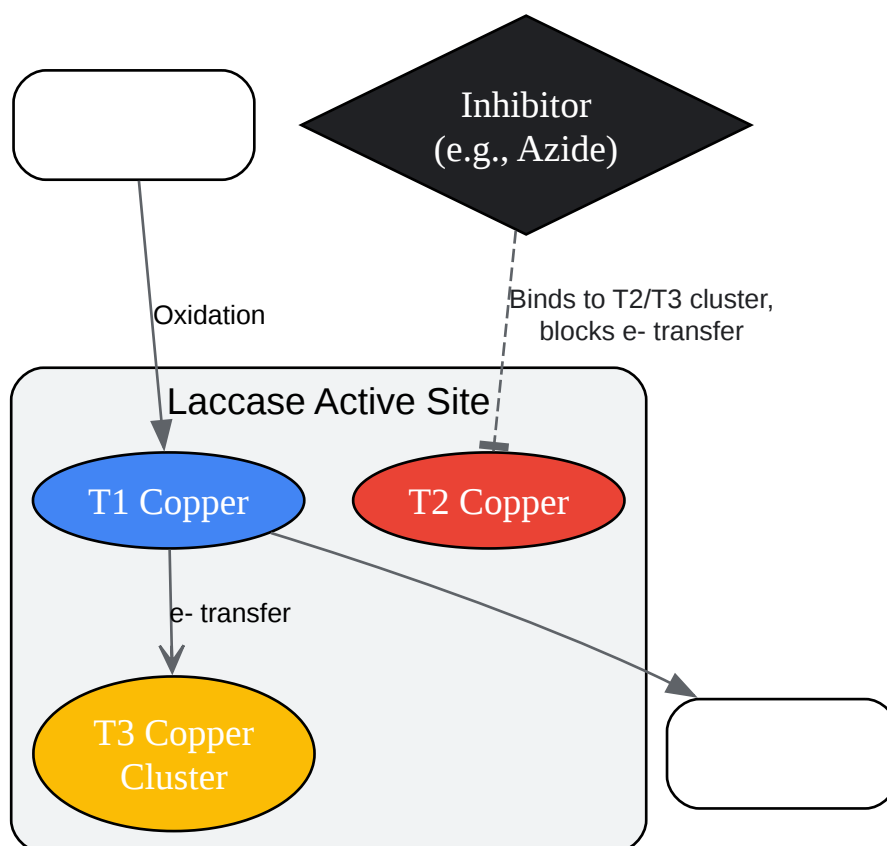 Inhibitor
(e.g., Azide)
Oxidation
Binds to T2/T3 cluster,
blocks e- transfer
Laccase Active Site
T1 Copper
T2 Copper
e- transfer
T3 Copper
Cluster